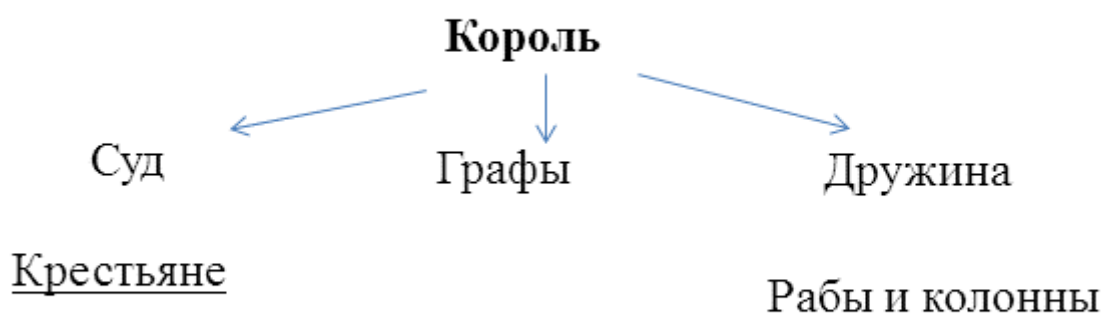 Король
Суд
Графы
Дружина
Крестьяне
Рабы и колонны